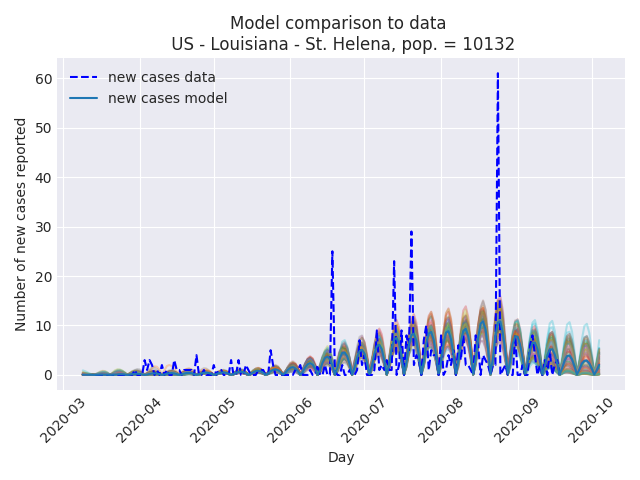 Model comparison to data
US - Louisiana - St. Helena, pop. = 10132
new cases data
new cases model
Number of new cases reported
60
50
40
30
20
10
0
2020-03
2020-04
2020-05
2020-06
2020-07
2020-08
2020-09
2020-10
Day